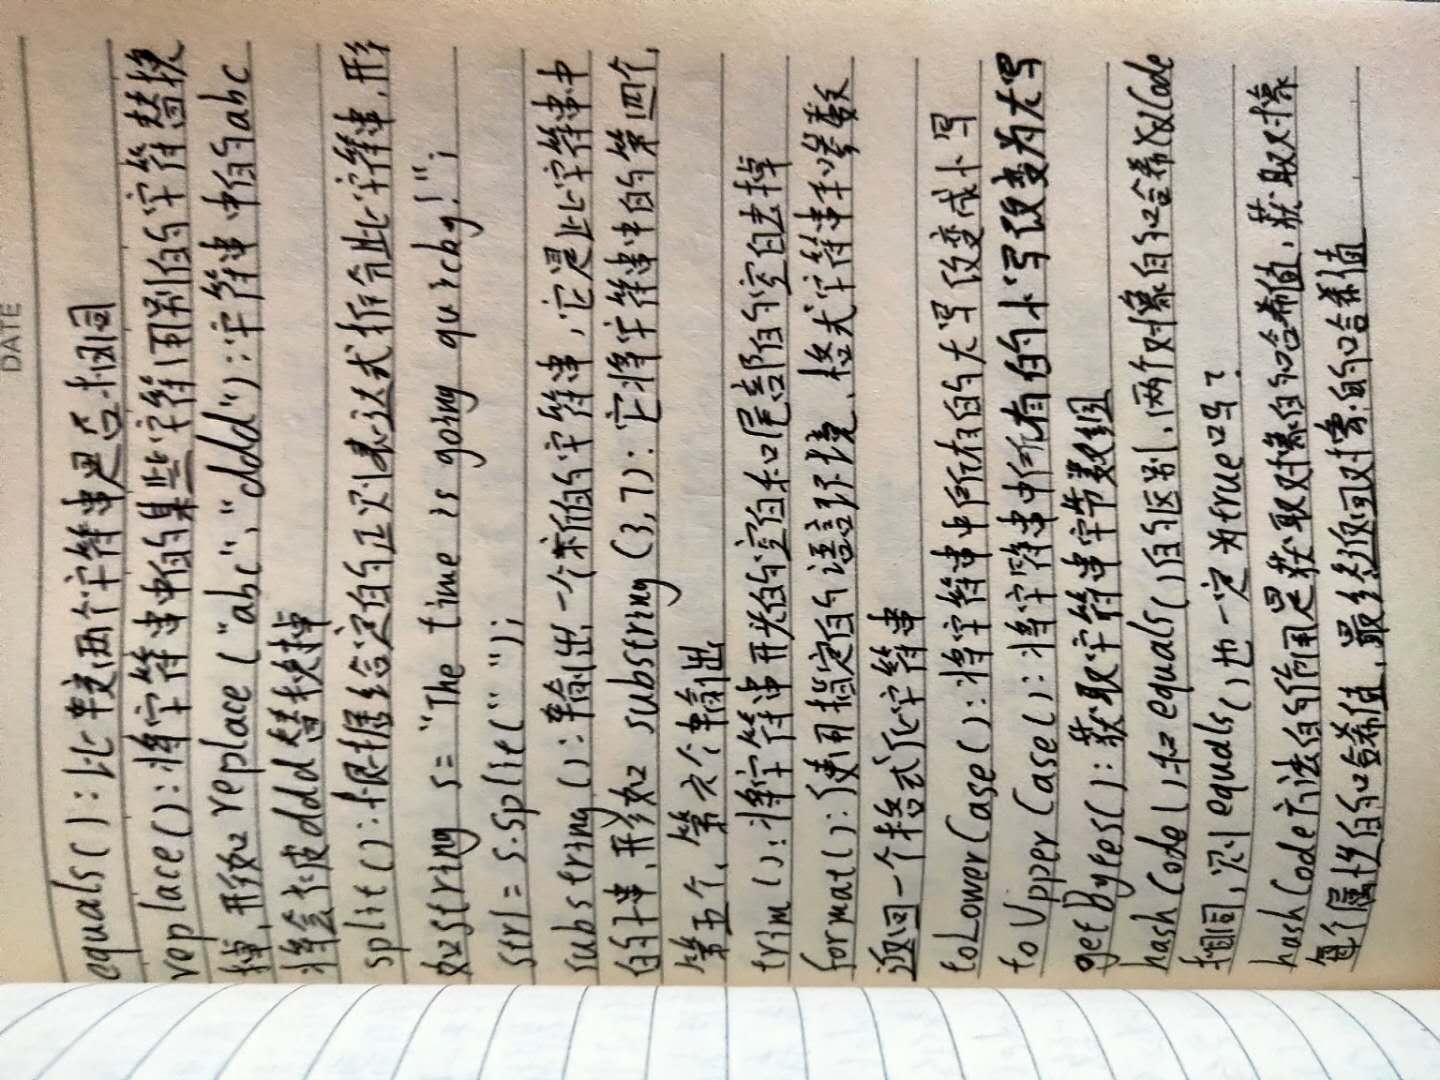 DATE
equals():比较两个字符串是否相同
replace():将字符串中的某些字符用别的字符替换
掉,形如replace("abc","ddd"):字符串中的abc
将会被ddd替换掉
split():根据给定的正则表达式拆分此字符串,形
如string s="The time is going quickly!";
str1=s.split(" ");
substring():输出一个新的字符串,它是此字符串中
的子串,形如 substring(3,7):它将字符串中的第四个,
第五个,第六个输出
trim():将字符串开头的空白和尾部的空白去掉
format():使用指定的语言环境、格式字符串和参数
返回一个格式化字符串
toLowerCase():将字符串中所有的大写改变成小写
toUpperCase():将字符串中所有的小写改变为大写
getBytes():获取字符串字节数组
hashCode()和equals()的区别,两个对象的哈希code
相同,则equals()也一定为true吗?
hashCode方法的作用是获取对象的哈希值,获取对象
每个属性的哈希值,最终返回对象的哈希值